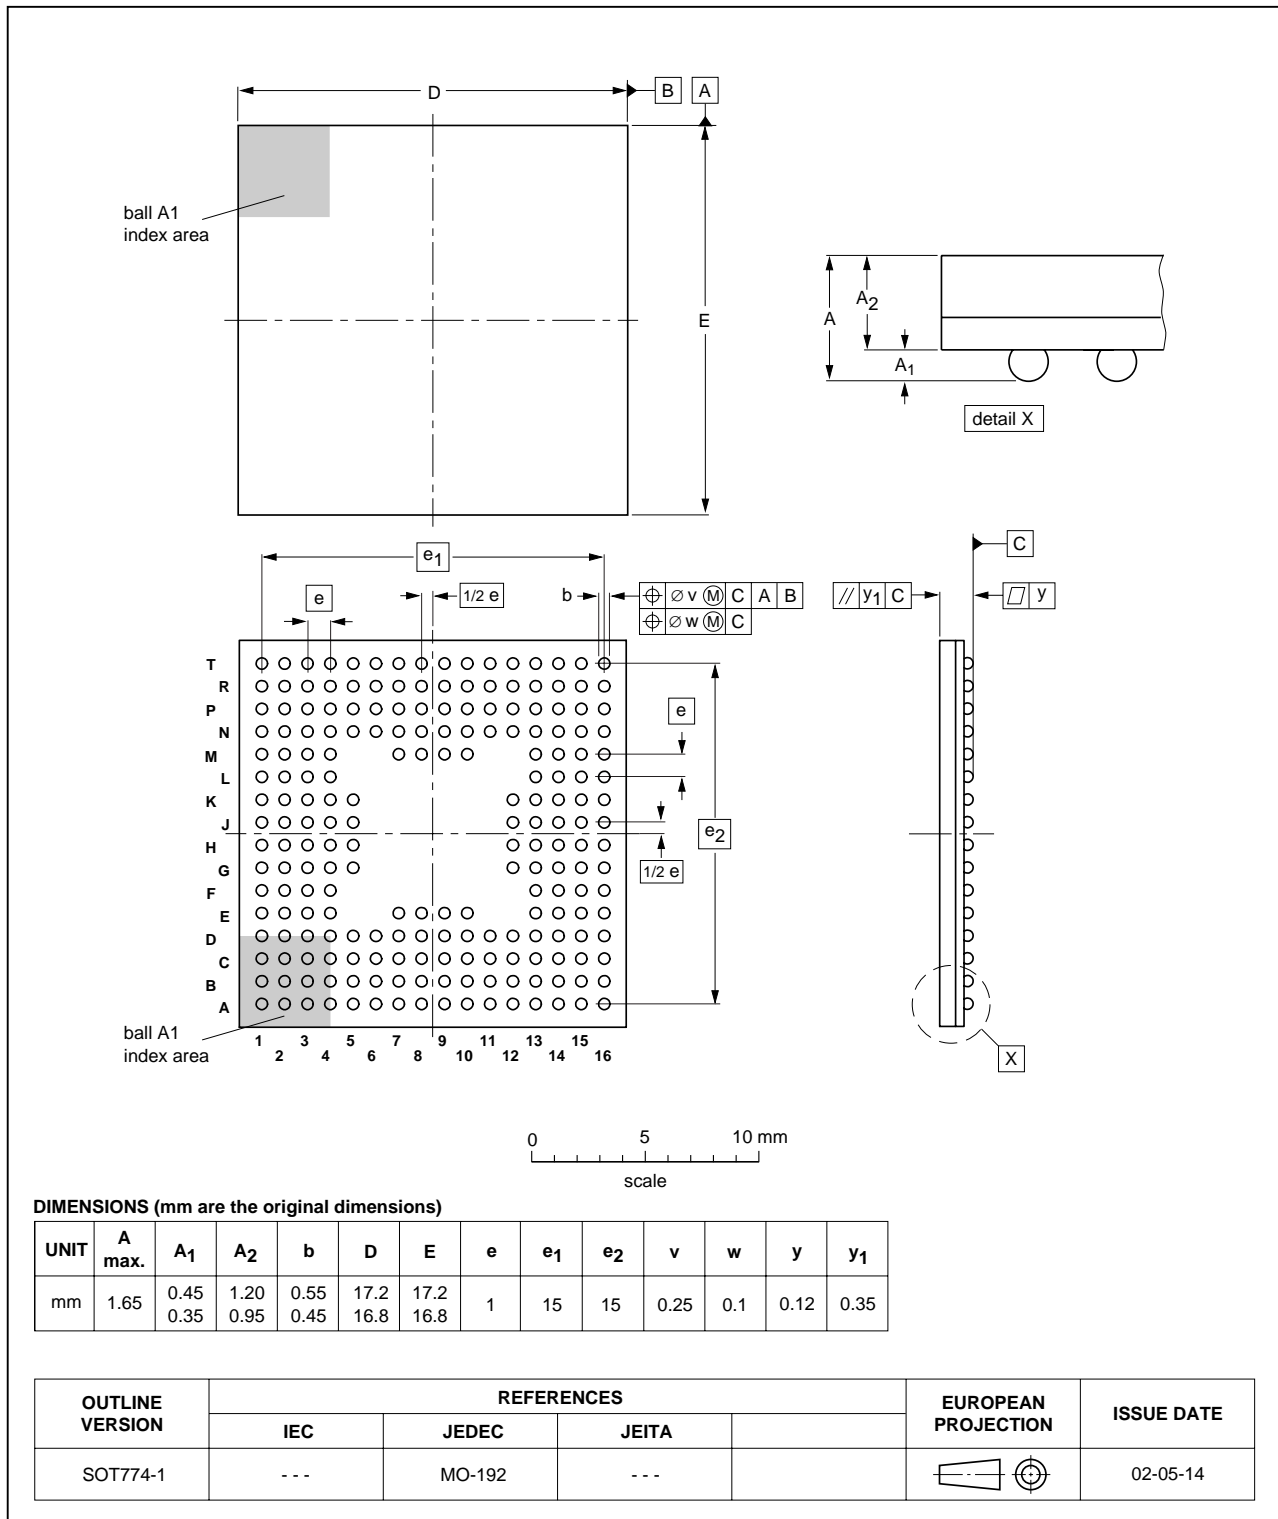 D
B
A
ball A1
index area
E
A
A2
A1
detail X
e1
e
1/2 e
b
⌖ ⌀ v Ⓜ C A B
⌖ ⌀ w Ⓜ C
// y1 C
▱ y
C
T
R
P
N
M
L
K
J
H
G
F
E
D
C
B
A
e
e2
1/2 e
ball A1
index area
1 2 3 4 5 6 7 8 9 10 11 12 13 14 15 16
X
0 5 10 mm
scale
DIMENSIONS (mm are the original dimensions)
UNIT A max. A1 A2 b D E e e1 e2 v w y y1
mm 1.65 0.45 0.35 1.20 0.95 0.55 0.45 17.2 16.8 17.2 16.8 1 15 15 0.25 0.1 0.12 0.35
OUTLINE VERSION REFERENCES EUROPEAN PROJECTION ISSUE DATE
IEC JEDEC JEITA
SOT774-1 - - - MO-192 - - - 02-05-14